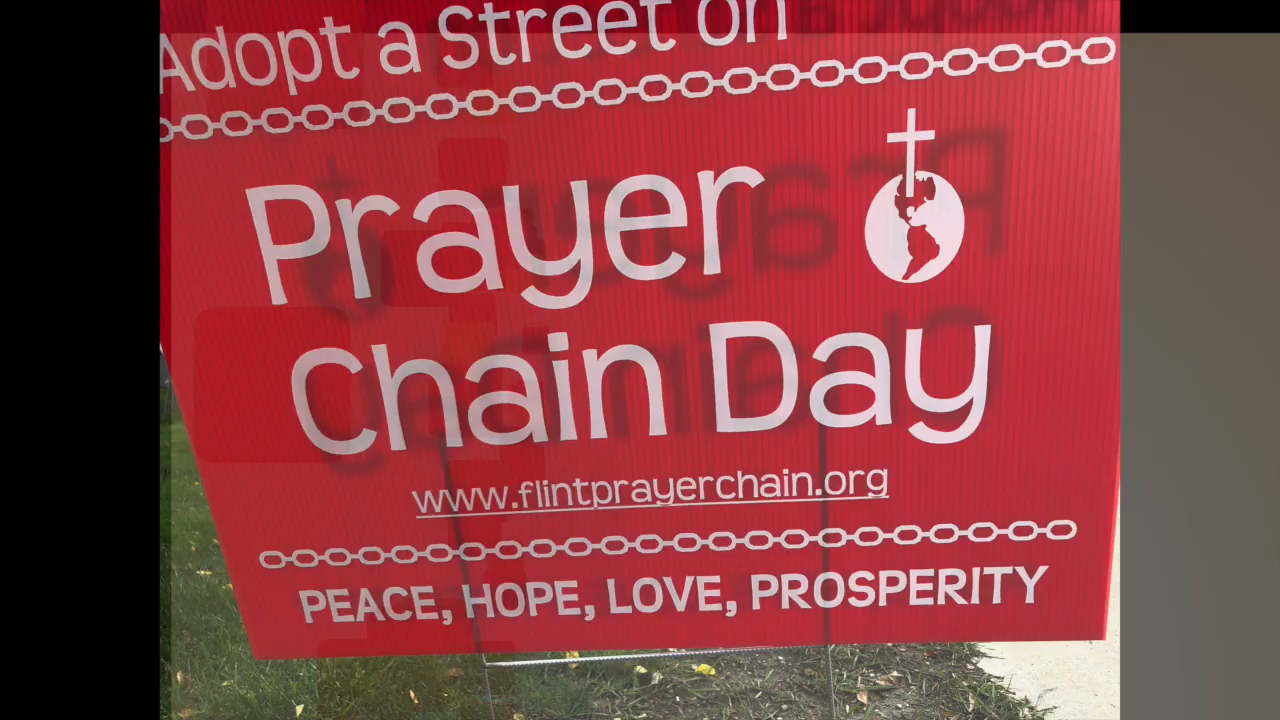 Adopt a Street on
Prayer
Chain Day
www.flintprayerchain.org
PEACE, HOPE, LOVE, PROSPERITY